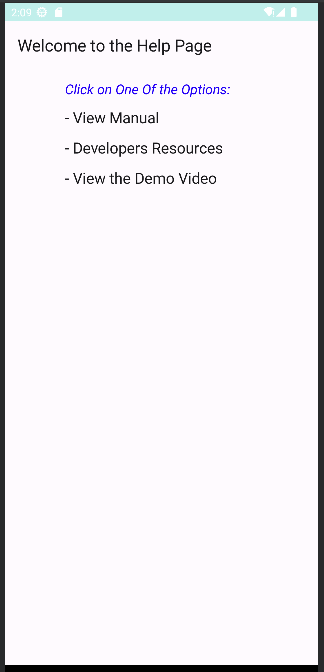 2:09
Welcome to the Help Page
Click on One Of the Options:
- View Manual
- Developers Resources
- View the Demo Video